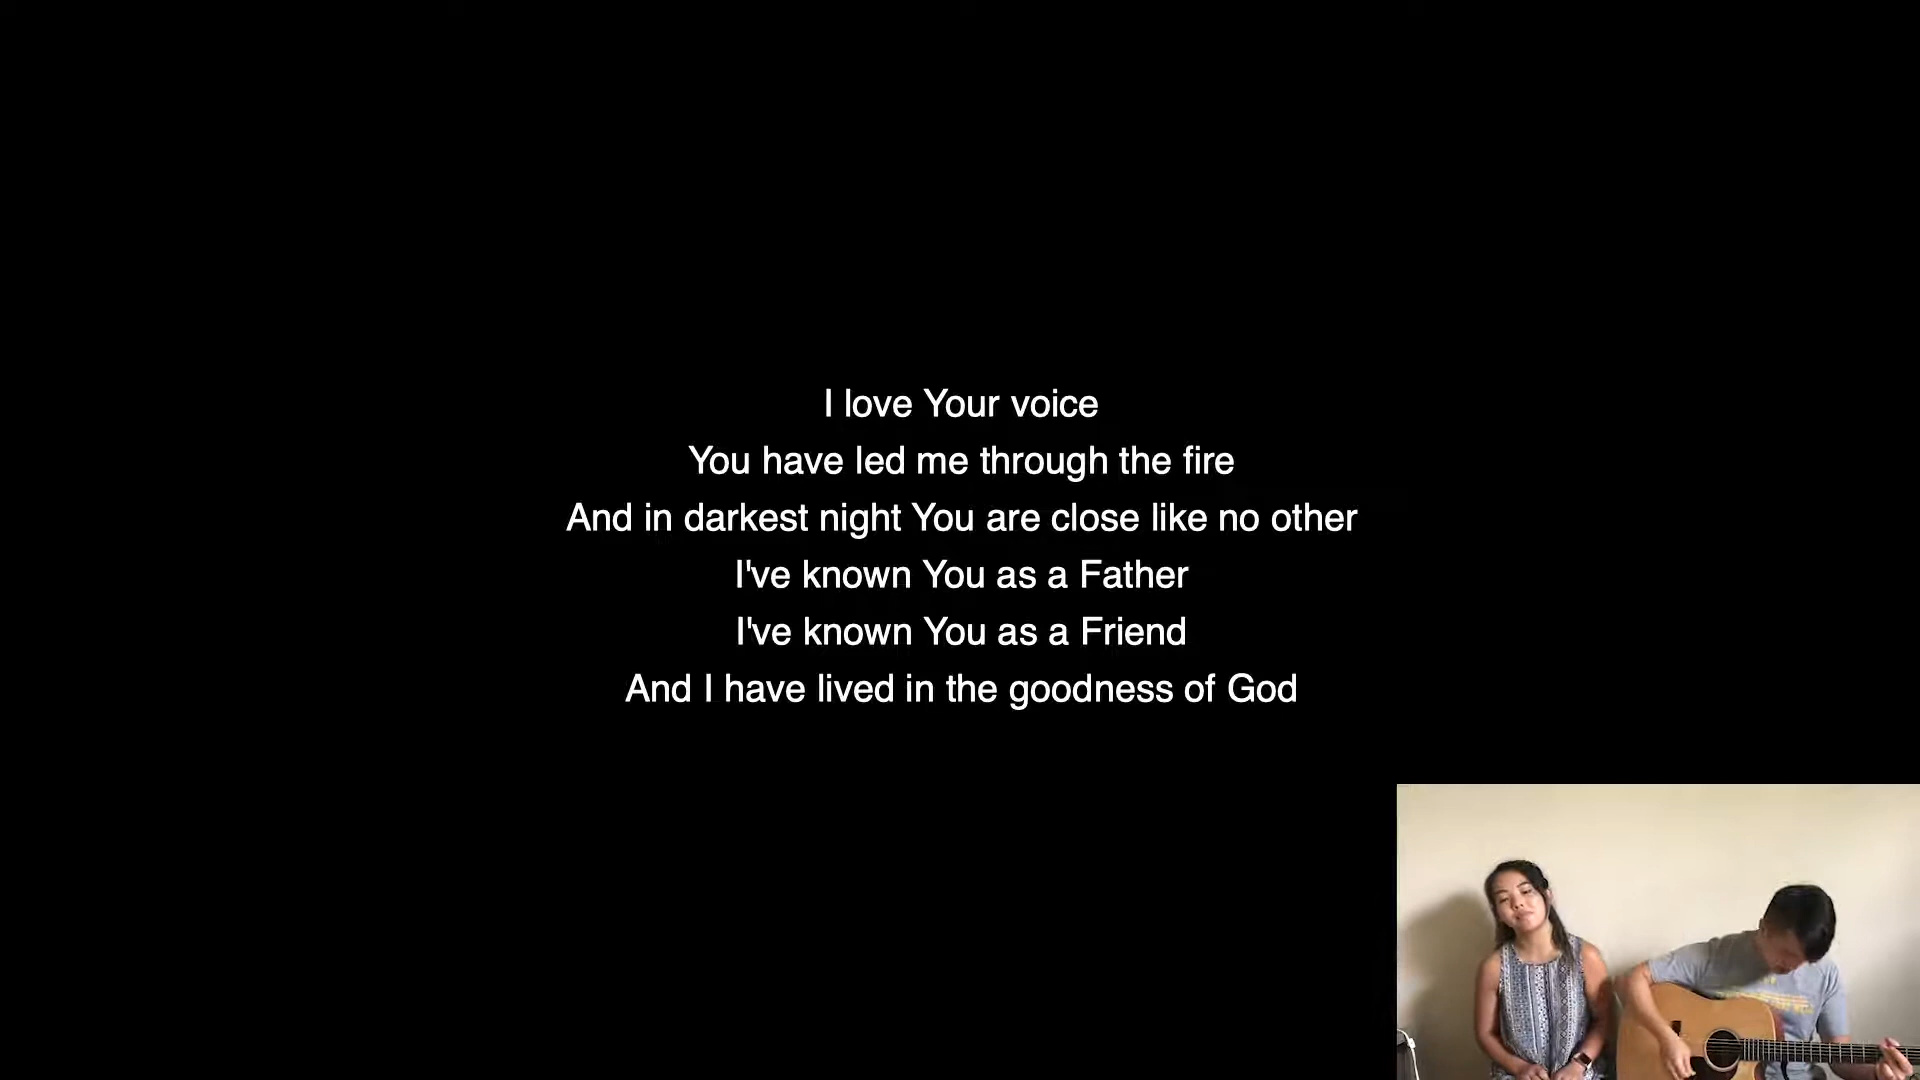 I love Your voice
You have led me through the fire
And in darkest night You are close like no other
I've known You as a Father
I've known You as a Friend
And I have lived in the goodness of God